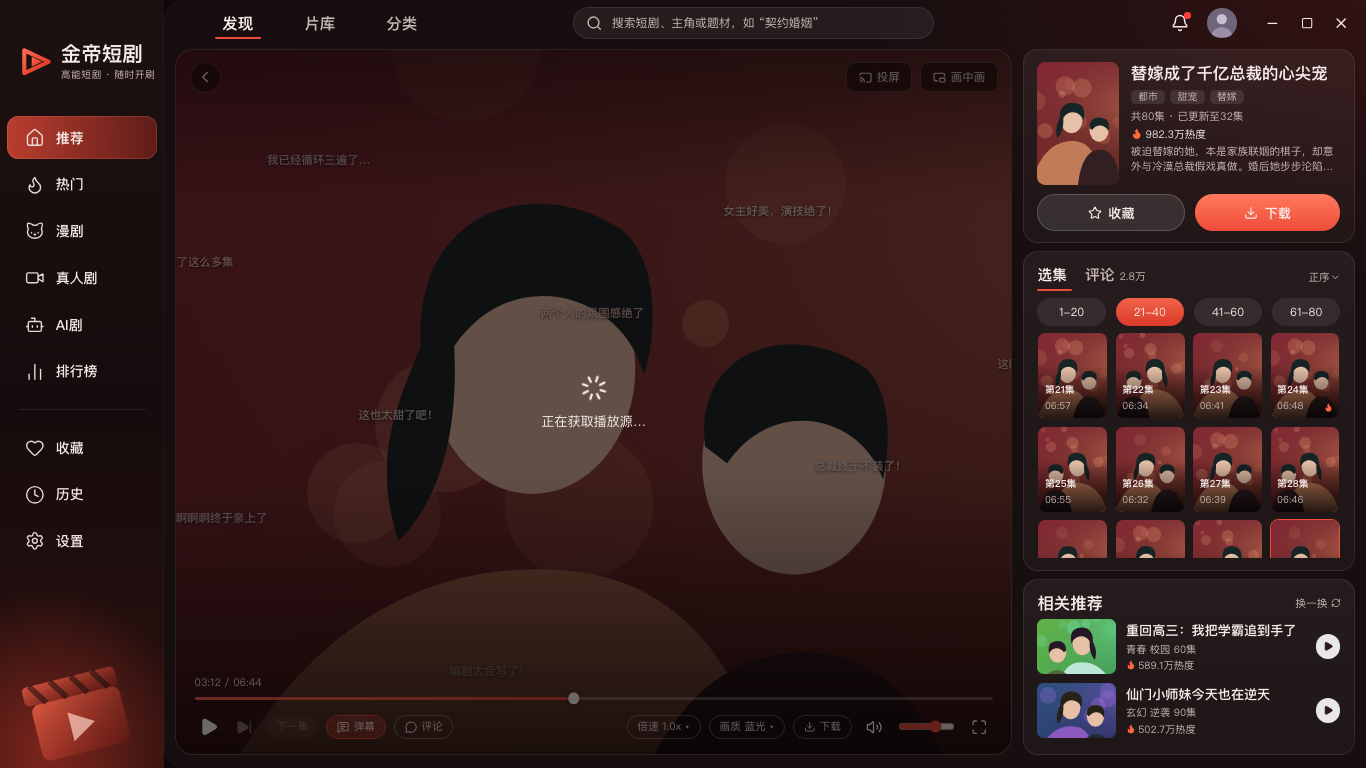 金帝短剧
高能短剧 · 随时开刷
推荐
热门
漫剧
真人剧
AI剧
排行榜
收藏
历史
设置
发现
片库
分类
搜索短剧、主角或题材，如 “契约婚姻”
投屏
画中画
我已经循环三遍了…
女主好美，演技绝了！
了这么多集
两个人的氛围感绝了
这也太甜了吧！
正在获取播放源…
总裁终于不装了！
啊啊啊终于亲上了
编剧太会写了！
03:12 / 06:44
下一集
弹幕
评论
倍速 1.0x
画质 蓝光
下载
替嫁成了千亿总裁的心尖宠
都市 甜宠 替嫁
共80集 · 已更新至32集
982.3万热度
被迫替嫁的她，本是家族联姻的棋子，却意
外与冷漠总裁假戏真做。婚后她步步沦陷…
收藏
下载
选集
评论 2.8万
正序
1–20
21–40
41–60
61–80
第21集
06:57
第22集
06:34
第23集
06:41
第24集
06:48
第25集
06:55
第26集
06:32
第27集
06:39
第28集
06:46
相关推荐
换一换
重回高三：我把学霸追到手了
青春 校园 60集
589.1万热度
仙门小师妹今天也在逆天
玄幻 逆袭 90集
502.7万热度